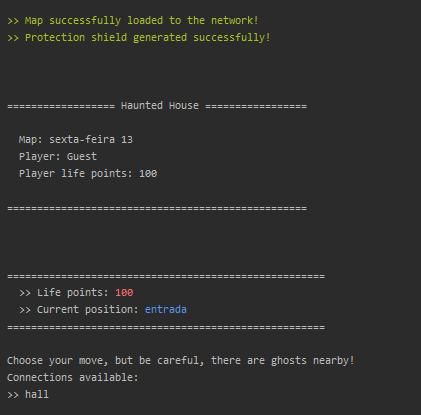 >> Map successfully loaded to the network!
>> Protection shield generated successfully!
================== Haunted House =================
Map: sexta-feira 13
Player: Guest
Player life points: 100
==================================================
=====================================================
>> Life points: 100
>> Current position: entrada
=====================================================
Choose your move, but be careful, there are ghosts nearby!
Connections available:
>> hall